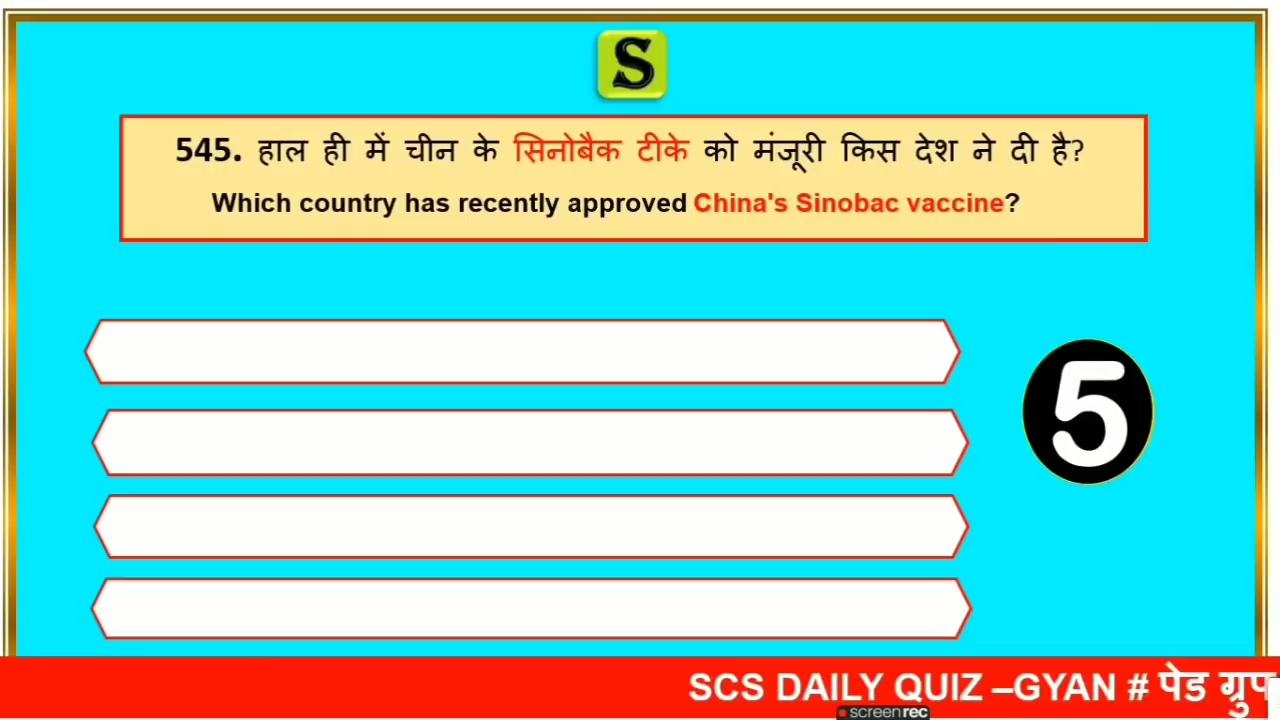 S
545. हाल ही में चीन के सिनोबैक टीके को मंजूरी किस देश ने दी है?
Which country has recently approved China's Sinobac vaccine?
5
SCS DAILY QUIZ –GYAN # पेड ग्रुप
screenrec